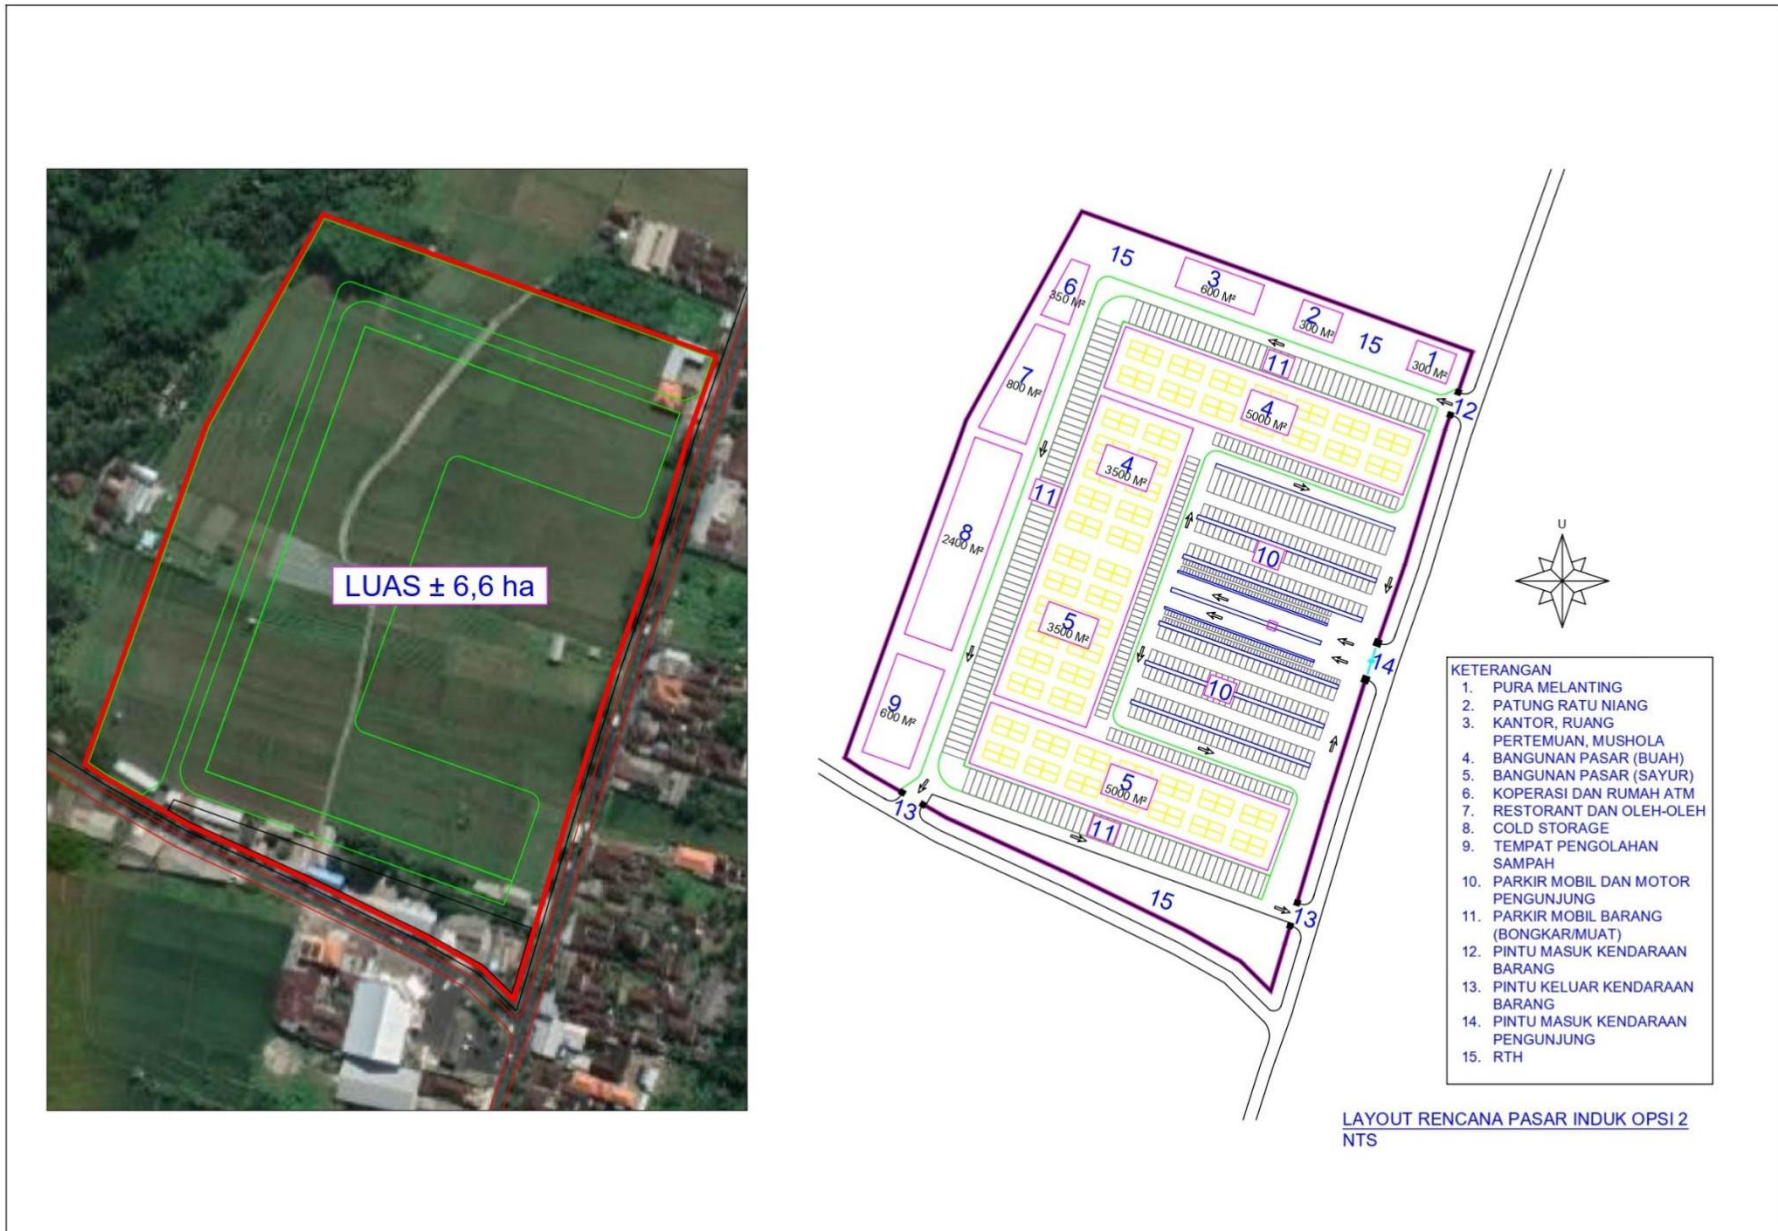 LUAS ± 6,6 ha
15
3
600 M²
6
350 M²
2
300 M²
15
1
300 M²
11
12
7
800 M²
4
5000 M²
4
3500 M²
11
8
2400 M²
10
5
3500 M²
14
10
9
600 M²
5
5000 M²
13
11
15
13
U
KETERANGAN
1. PURA MELANTING
2. PATUNG RATU NIANG
3. KANTOR, RUANG
PERTEMUAN, MUSHOLA
4. BANGUNAN PASAR (BUAH)
5. BANGUNAN PASAR (SAYUR)
6. KOPERASI DAN RUMAH ATM
7. RESTORANT DAN OLEH-OLEH
8. COLD STORAGE
9. TEMPAT PENGOLAHAN
SAMPAH
10. PARKIR MOBIL DAN MOTOR
PENGUNJUNG
11. PARKIR MOBIL BARANG
(BONGKAR/MUAT)
12. PINTU MASUK KENDARAAN
BARANG
13. PINTU KELUAR KENDARAAN
BARANG
14. PINTU MASUK KENDARAAN
PENGUNJUNG
15. RTH
LAYOUT RENCANA PASAR INDUK OPSI 2
NTS